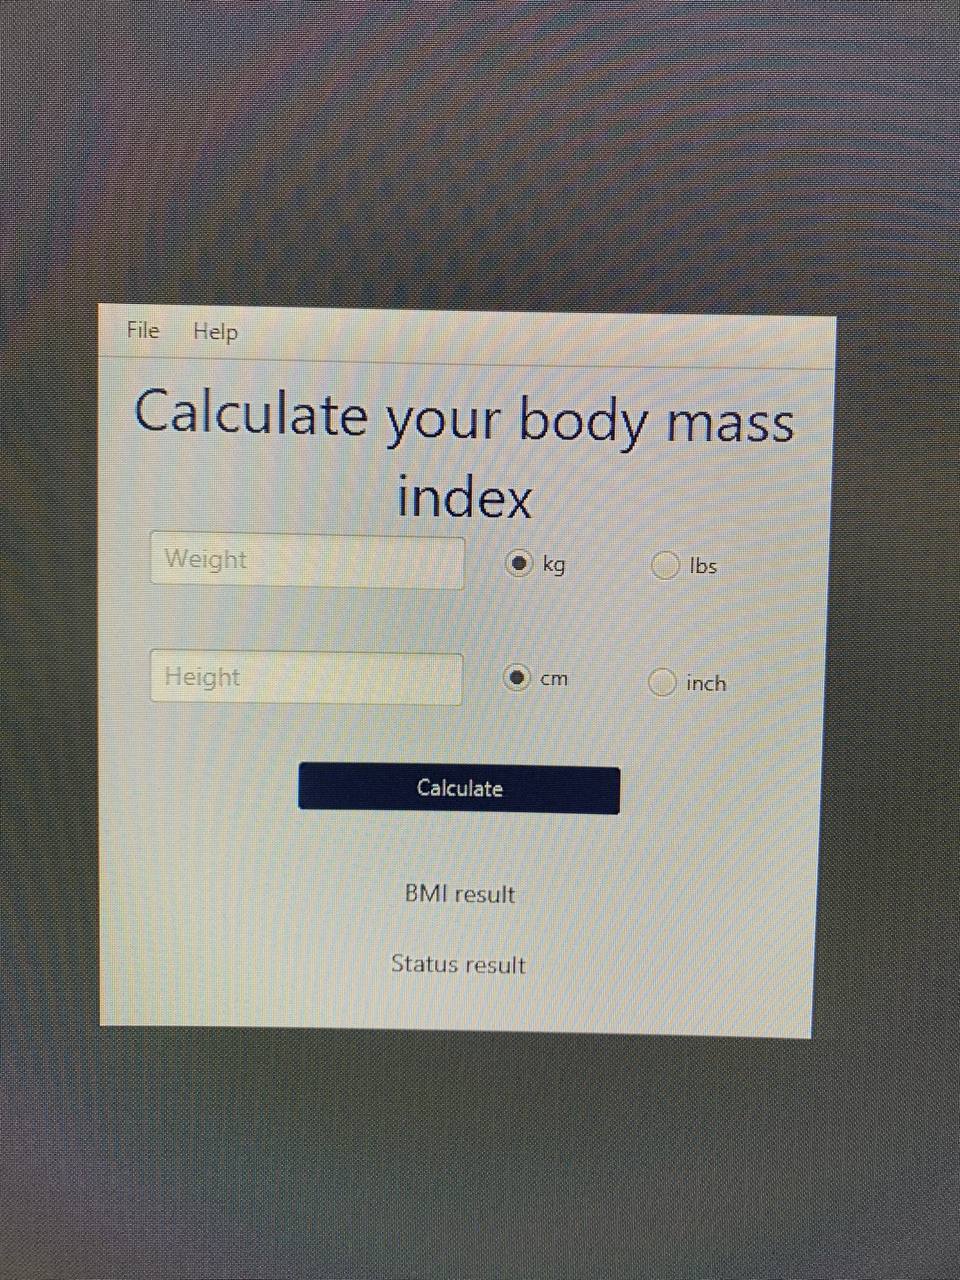 File Help
Calculate your body mass
index
Weight kg lbs
Height cm inch
Calculate
BMI result
Status result